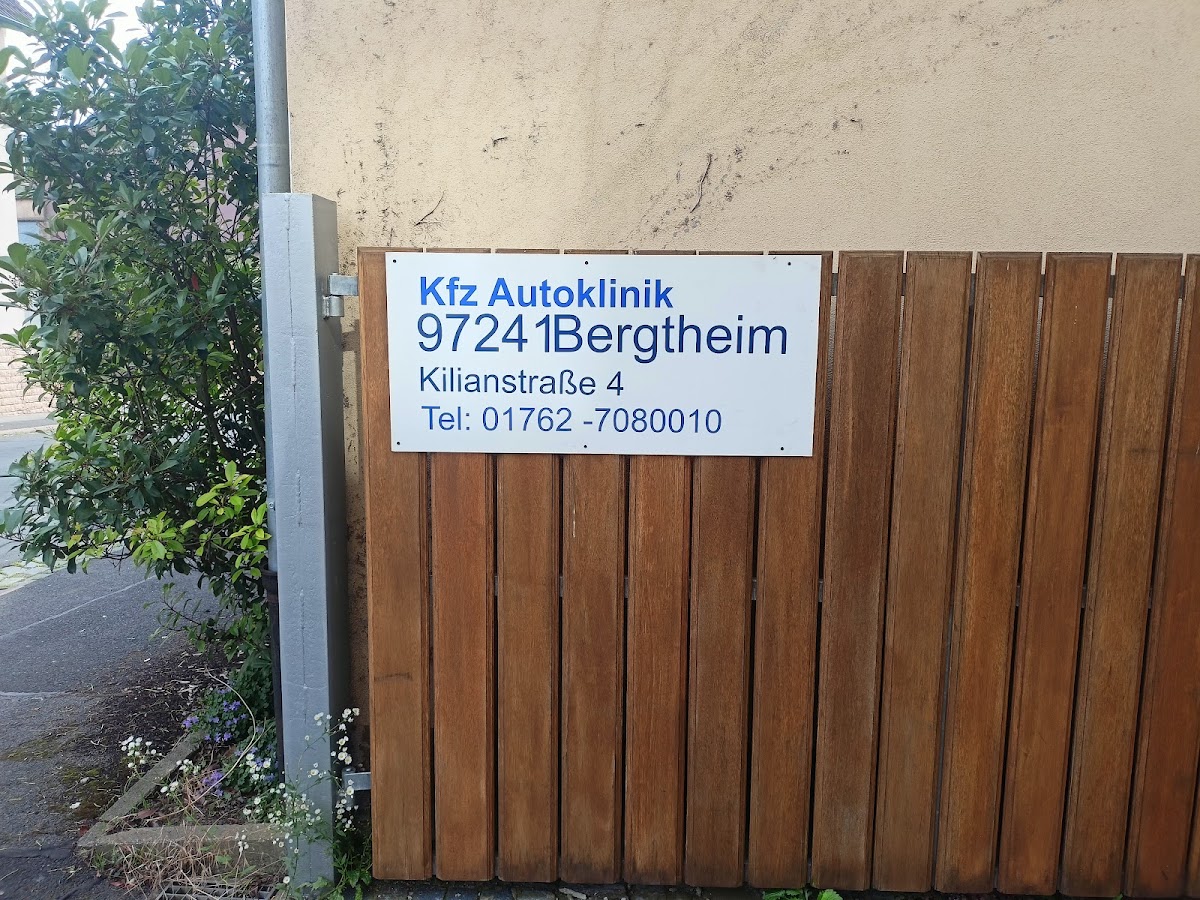 Kfz Autoklinik
97241Bergtheim
Kilianstraße 4
Tel: 01762 -7080010